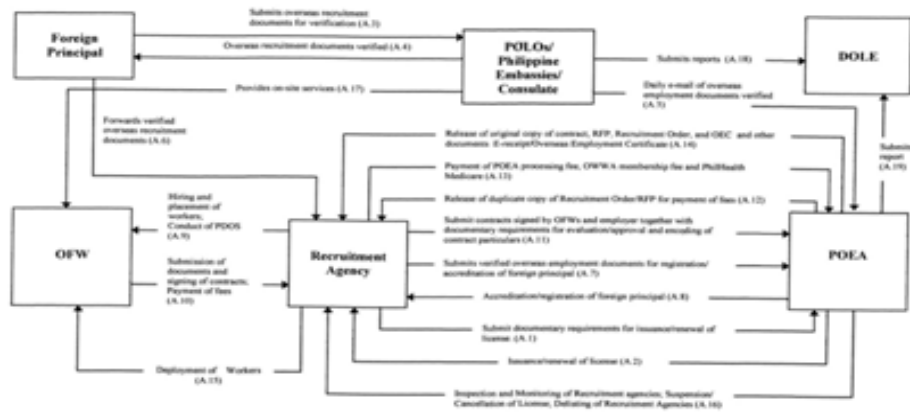 Submits overseas recruitment
documents for verification (A.3)
Foreign
Principal
Overseas recruitment documents verified (A.4)
POLOs/
Philippine
Embassies/
Consulate
Submits reports (A.18)
DOLE
Provides on-site services (A.17)
Daily e-mail of overseas
employment documents verified
(A.5)
Forwards verified
overseas recruitment
documents (A.6)
Release of original copy of contract, RFP, Recruitment Order, and OEC and other
documents E-receipt/Overseas Employment Certificate (A.14)
Submits
report
(A.19)
Payment of POEA processing fee, OWWA membership fee and PhilHealth
Medicare (A.13)
Hiring and
placement of
workers;
Conduct of PDOS
(A.9)
Release of duplicate copy of Recruitment Order/RFP for payment of fees (A.12)
Submit contracts signed by OFWs and employer together with
documentary requirements for evaluation/approval and encoding of
contract particulars (A.11)
OFW
Recruitment
Agency
POEA
Submission of
documents and
signing of contracts;
Payment of fees
(A.10)
Submits verified overseas employment documents for registration/
accreditation of foreign principal (A.7)
Accreditation/registration of foreign principal (A.8)
Submit documentary requirements for issuance/renewal of
license (A.1)
Issuance/renewal of license (A.2)
Deployment of Workers
(A.15)
Inspection and Monitoring of Recruitment agencies; Suspension/
Cancellation of License, Delisting of Recruitment Agencies (A.16)